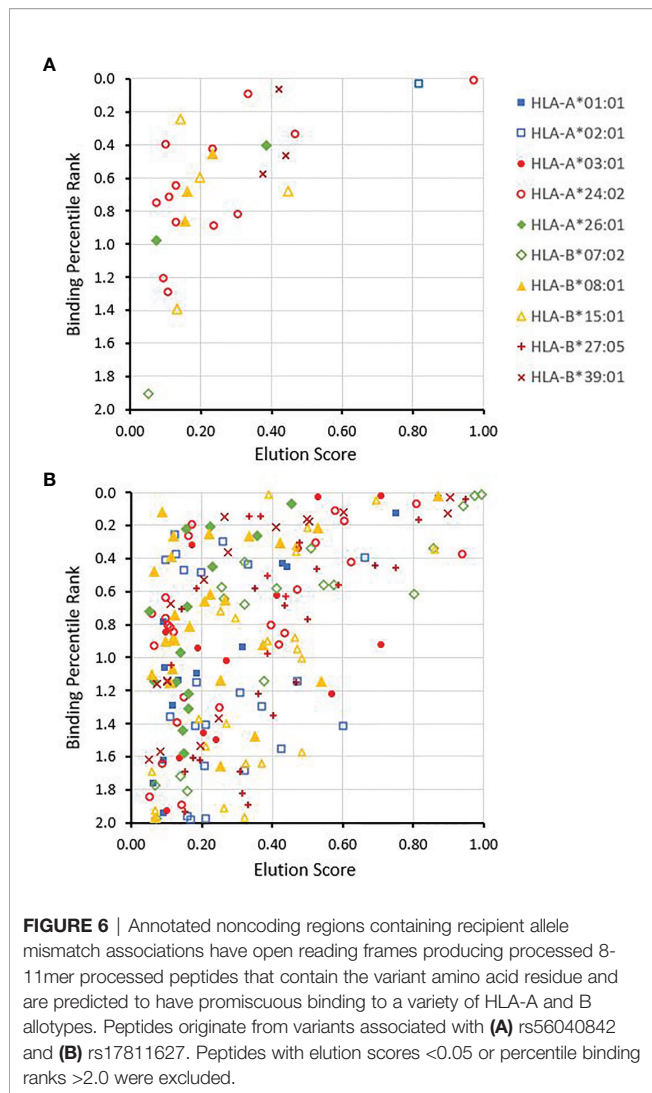 A
0.0
0.2
0.4
0.6
0.8
1.0
1.2
1.4
1.6
1.8
2.0
Binding Percentile Rank
0.00 0.20 0.40 0.60 0.80 1.00
Elution Score
HLA-A*01:01
HLA-A*02:01
HLA-A*03:01
HLA-A*24:02
HLA-A*26:01
HLA-B*07:02
HLA-B*08:01
HLA-B*15:01
HLA-B*27:05
HLA-B*39:01
B
0.0
0.2
0.4
0.6
0.8
1.0
1.2
1.4
1.6
1.8
2.0
Binding Percentile Rank
0.00 0.20 0.40 0.60 0.80 1.00
Elution Score
FIGURE 6 | Annotated noncoding regions containing recipient allele
mismatch associations have open reading frames producing processed 8-
11mer processed peptides that contain the variant amino acid residue and
are predicted to have promiscuous binding to a variety of HLA-A and B
allotypes. Peptides originate from variants associated with (A) rs56040842
and (B) rs17811627. Peptides with elution scores <0.05 or percentile binding
ranks >2.0 were excluded.